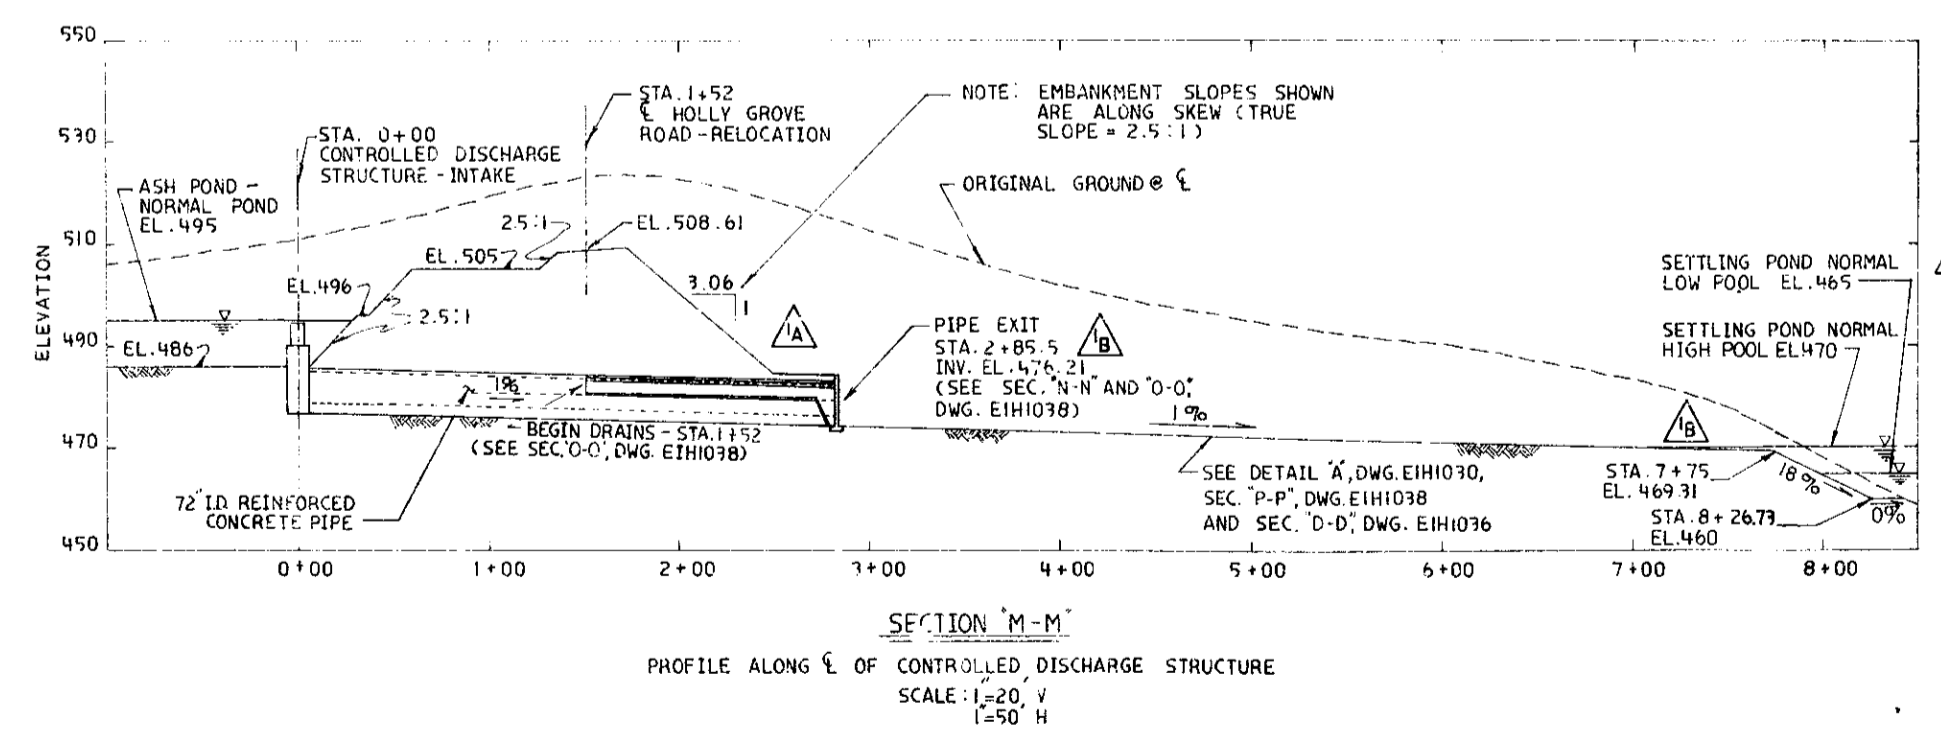 550
530
510
490
470
450
ELEVATION
ASH POND -
NORMAL POND
EL. 495
STA. 0+00
CONTROLLED DISCHARGE
STRUCTURE - INTAKE
STA. 1+52
℄ HOLLY GROVE
ROAD - RELOCATION
NOTE: EMBANKMENT SLOPES SHOWN
ARE ALONG SKEW (TRUE
SLOPE = 2.5:1)
ORIGINAL GROUND @ ℄
2.5:1
EL. 508.61
EL. 505
EL. 496
2.5:1
EL. 486
3.06
1
1A
PIPE EXIT
STA. 2+85.5
INV. EL. 476.21
(SEE SEC. "N-N" AND "O-O",
DWG. E1H1038)
1B
1%
1%
BEGIN DRAINS - STA. 1+52
(SEE SEC. "O-O", DWG. E1H1038)
72" I.D. REINFORCED
CONCRETE PIPE
SETTLING POND NORMAL
LOW POOL EL. 465
SETTLING POND NORMAL
HIGH POOL EL 470
1B
SEE DETAIL "A", DWG. E1H1030,
SEC. "P-P", DWG. E1H1038
AND SEC. "D-D", DWG. E1H1036
STA. 7+75
EL. 469.31
18%
STA. 8+26.73
EL. 460
0%
0+00
1+00
2+00
3+00
4+00
5+00
6+00
7+00
8+00
SECTION "M-M"
PROFILE ALONG ℄ OF CONTROLLED DISCHARGE STRUCTURE
SCALE: 1"=20' V
1"=50' H